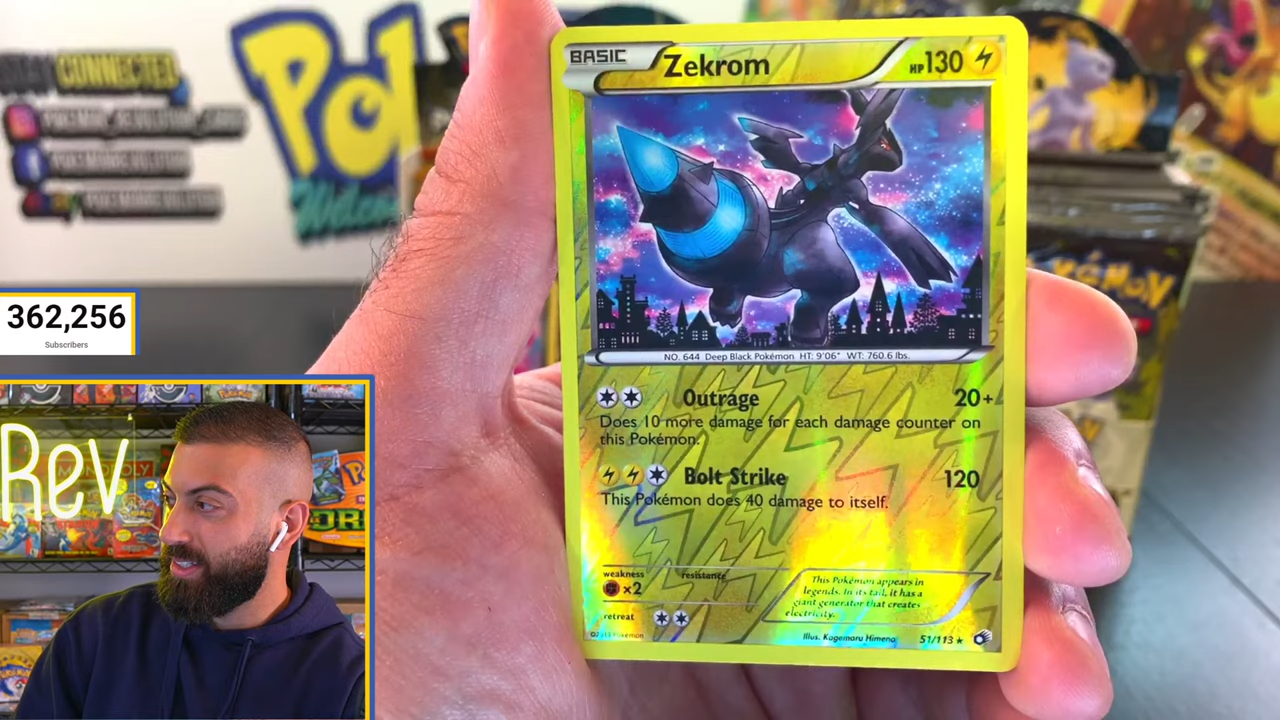 CONNECTED
Pok
BASIC
Zekrom
HP130
NO. 644 Deep Black Pokémon HT: 9'06" WT: 760.6 lbs.
Outrage 20+
Does 10 more damage for each damage counter on
this Pokémon.
Bolt Strike 120
This Pokémon does 40 damage to itself.
weakness
×2
resistance
retreat
This Pokémon appears in
legends. In its tail, it has a
giant generator that creates
electricity.
Illus. Kagemaru Himeno
51/113
362,256
Subscribers
Rev
MONOPOLY